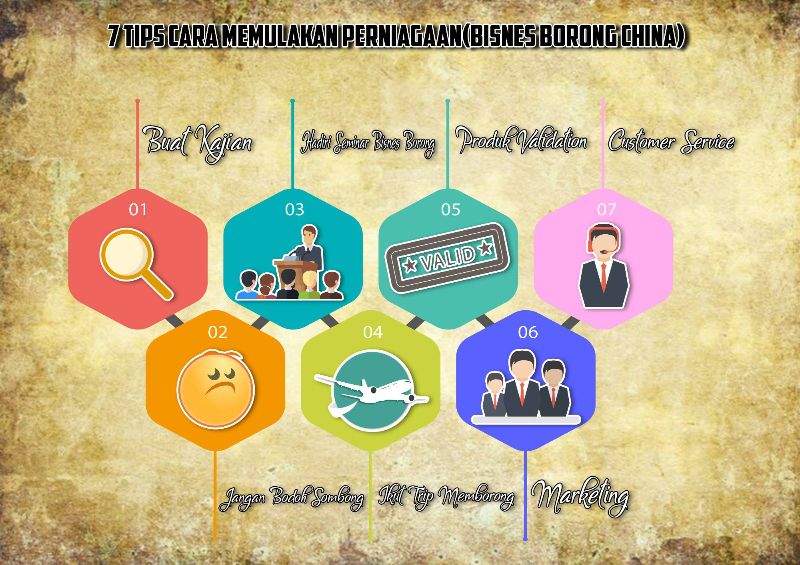 7 TIPS CARA MEMULAKAN PERNIAGAAN(BISNES BORONG CHINA)
01
Buat Kajian
02
Jangan Bodoh Sombong
03
Hadiri Seminar Bisnes Borong
04
Ikut Trip Memborong
05
Produk Validation
VALID
06
Marketing
07
Customer Service